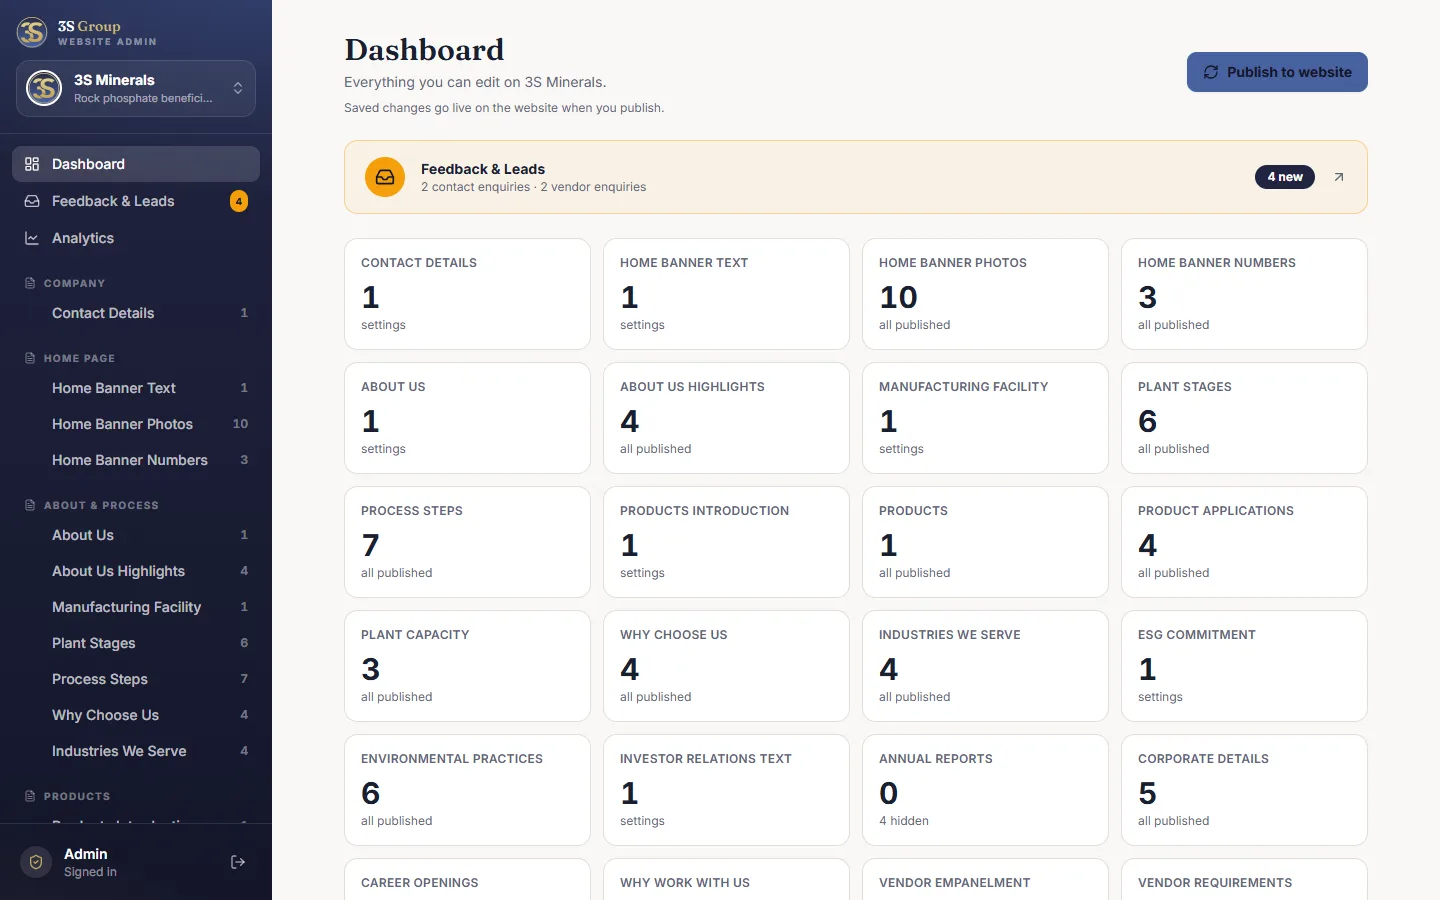 3S Group
WEBSITE ADMIN
3S Minerals
Rock phosphate benefici...
Dashboard
Feedback & Leads 4
Analytics
COMPANY
Contact Details 1
HOME PAGE
Home Banner Text 1
Home Banner Photos 10
Home Banner Numbers 3
ABOUT & PROCESS
About Us 1
About Us Highlights 4
Manufacturing Facility 1
Plant Stages 6
Process Steps 7
Why Choose Us 4
Industries We Serve 4
PRODUCTS
Admin
Signed in
Dashboard
Everything you can edit on 3S Minerals.
Saved changes go live on the website when you publish.
Publish to website
Feedback & Leads
2 contact enquiries · 2 vendor enquiries
4 new
CONTACT DETAILS
1
settings
HOME BANNER TEXT
1
settings
HOME BANNER PHOTOS
10
all published
HOME BANNER NUMBERS
3
all published
ABOUT US
1
settings
ABOUT US HIGHLIGHTS
4
all published
MANUFACTURING FACILITY
1
settings
PLANT STAGES
6
all published
PROCESS STEPS
7
all published
PRODUCTS INTRODUCTION
1
settings
PRODUCTS
1
all published
PRODUCT APPLICATIONS
4
all published
PLANT CAPACITY
3
all published
WHY CHOOSE US
4
all published
INDUSTRIES WE SERVE
4
all published
ESG COMMITMENT
1
settings
ENVIRONMENTAL PRACTICES
6
all published
INVESTOR RELATIONS TEXT
1
settings
ANNUAL REPORTS
0
4 hidden
CORPORATE DETAILS
5
all published
CAREER OPENINGS
WHY WORK WITH US
VENDOR EMPANELMENT
VENDOR REQUIREMENTS